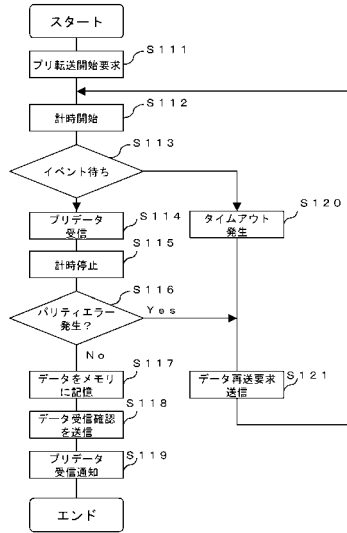 スタート
S111
プリ転送開始要求
S112
計時開始
S113
イベント待ち
S114
プリデータ
受信
S120
タイムアウト
発生
S115
計時停止
S116
パリティエラー
発生?
Yes
No
S117
データをメモリ
に記憶
S121
データ再送要求
送信
S118
データ受信確認
を送信
S119
プリデータ
受信通知
エンド